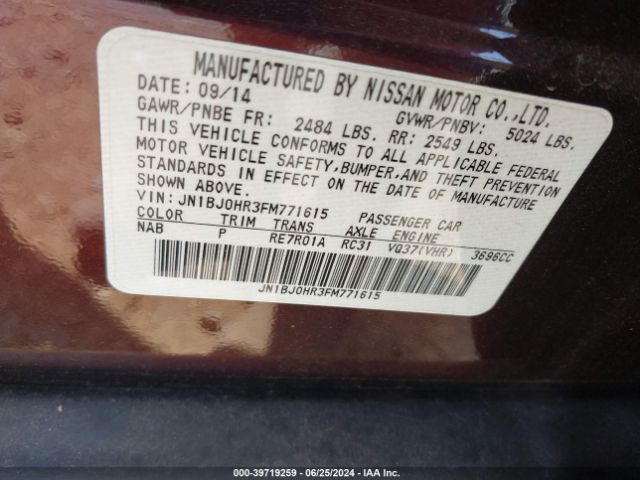 MANUFACTURED BY NISSAN MOTOR CO.,LTD.
DATE: 09/14 GVWR/PNBV: 5024 LBS.
GAWR/PNBE FR: 2484 LBS. RR: 2549 LBS.
THIS VEHICLE CONFORMS TO ALL APPLICABLE FEDERAL
MOTOR VEHICLE SAFETY,BUMPER,AND THEFT PREVENTION
STANDARDS IN EFFECT ON THE DATE OF MANUFACTURE
SHOWN ABOVE.
VIN: JN1BJ0HR3FM771615 PASSENGER CAR
COLOR TRIM TRANS AXLE ENGINE
NAB P RE7R01A RC31 VQ37(VHR) 3696CC
JN1BJ0HR3FM771615
000-39719259 - 06/25/2024 - IAA Inc.